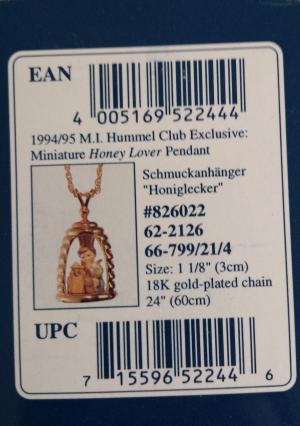 EAN
4 005169 522444
1994/95 M.I. Hummel Club Exclusive:
Miniature Honey Lover Pendant
Schmuckanhänger
"Honiglecker"
#826022
62-2126
66-799/21/4
Size: 1 1/8" (3cm)
18K gold-plated chain
24" (60cm)
UPC
7 15596 52244 6